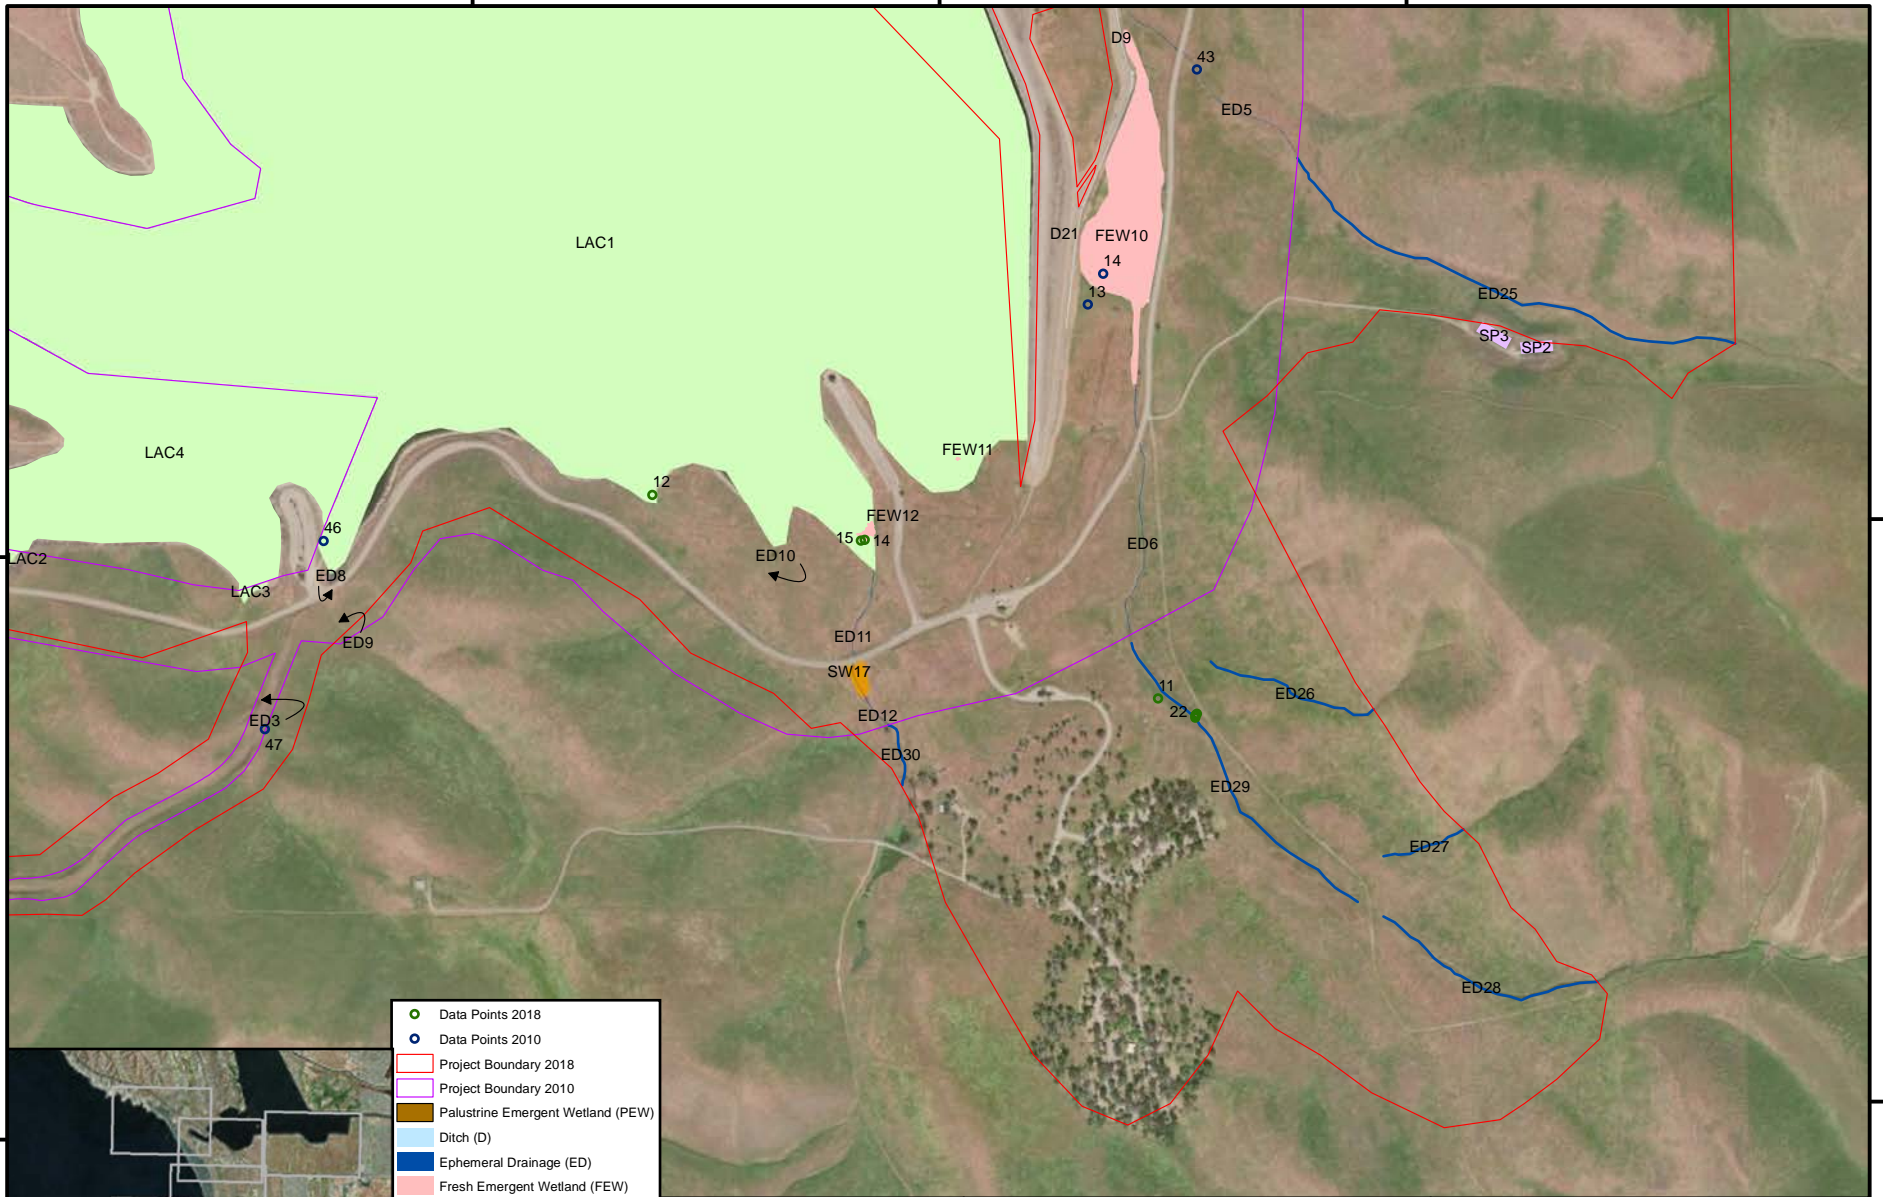 D9
43
ED5
LAC1
D21
FEW10
14
13
ED25
SP3
SP2
LAC4
FEW11
12
FEW12
46
15
14
ED6
LAC2
ED10
ED8
LAC3
ED9
ED11
SW17
11
ED26
ED3
ED12
22
47
ED30
ED29
ED27
ED28
Data Points 2018
Data Points 2010
Project Boundary 2018
Project Boundary 2010
Palustrine Emergent Wetland (PEW)
Ditch (D)
Ephemeral Drainage (ED)
Fresh Emergent Wetland (FEW)